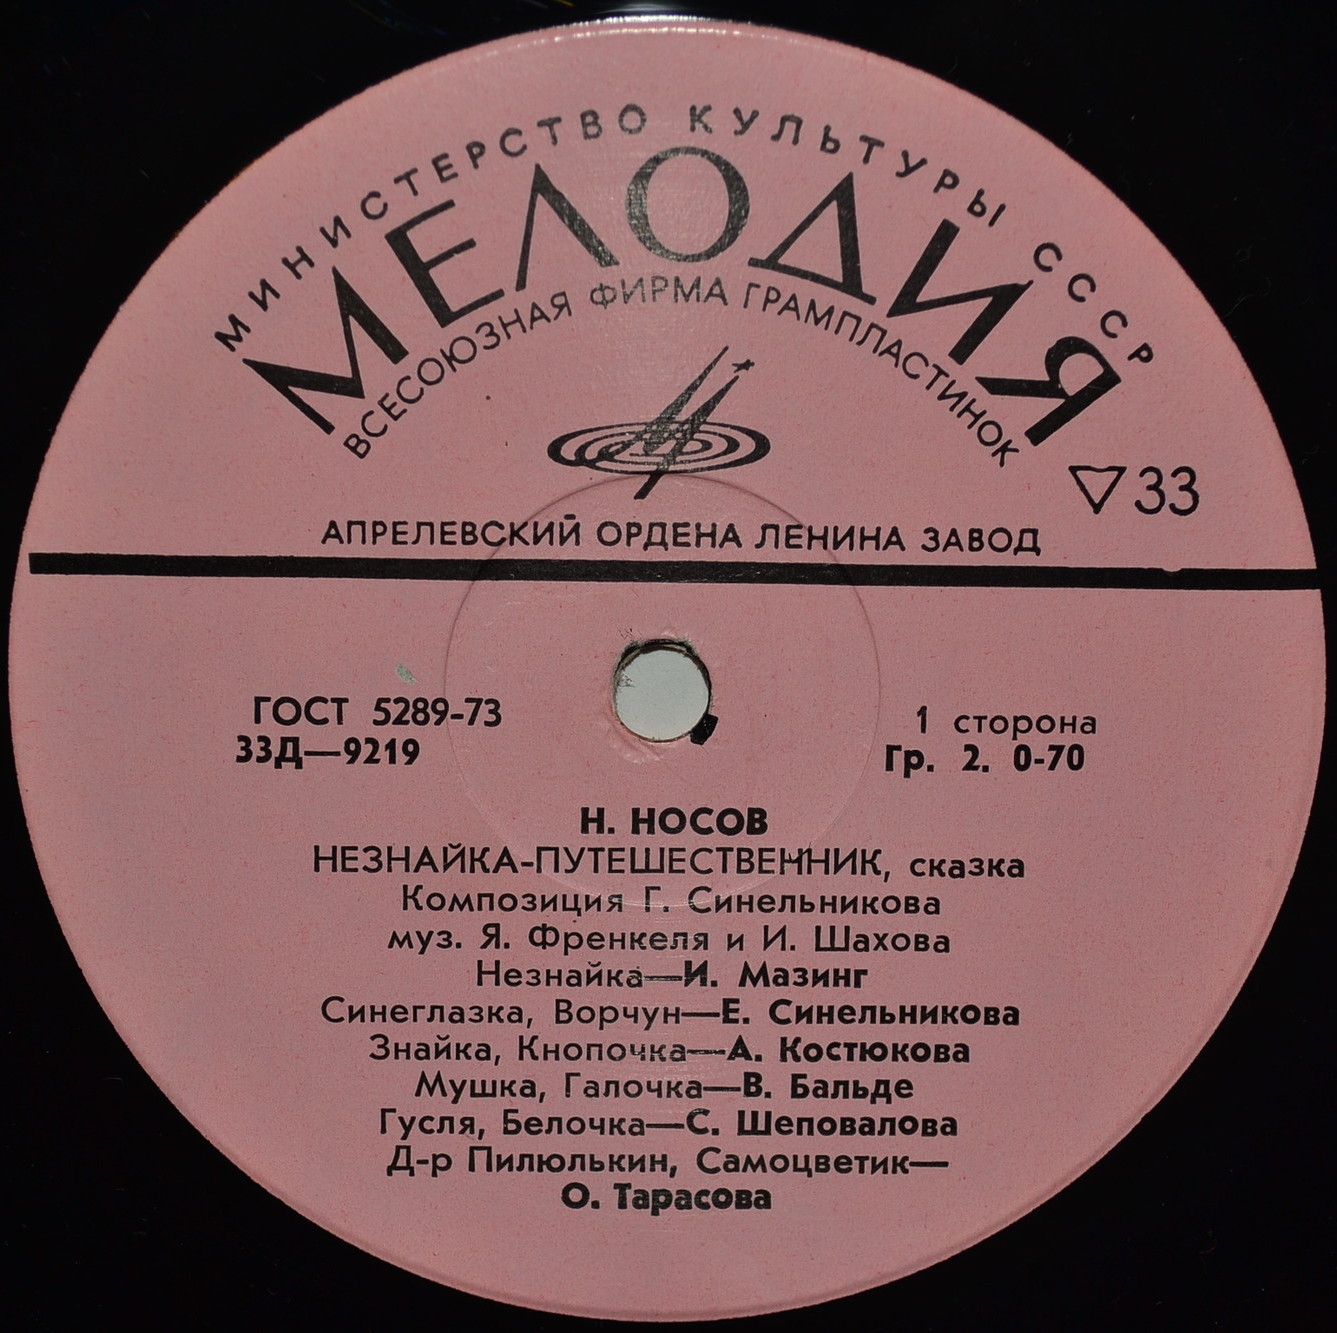 МИНИСТЕРСТВО КУЛЬТУРЫ СССР
МЕЛОДИЯ
ВСЕСОЮЗНАЯ ФИРМА ГРАМПЛАСТИНОК
33
АПРЕЛЕВСКИЙ ОРДЕНА ЛЕНИНА ЗАВОД
ГОСТ 5289-73
33Д—9219
1 сторона
Гр. 2. 0-70
Н. НОСОВ
НЕЗНАЙКА-ПУТЕШЕСТВЕННИК, сказка
Композиция Г. Синельникова
муз. Я. Френкеля и И. Шахова
Незнайка—И. Мазинг
Синеглазка, Ворчун—Е. Синельникова
Знайка, Кнопочка—А. Костюкова
Мушка, Галочка—В. Бальде
Гусля, Белочка—С. Шеповалова
Д-р Пилюлькин, Самоцветик—
О. Тарасова